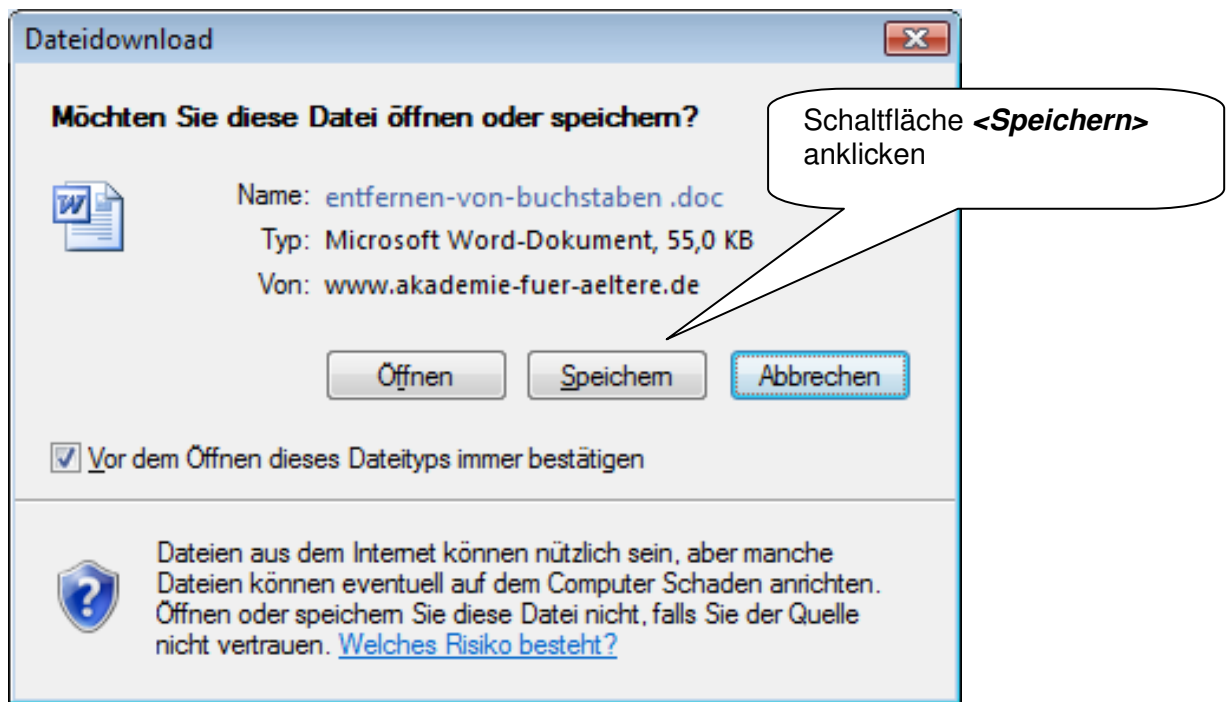 Dateidownload
Möchten Sie diese Datei öffnen oder speichern?
Schaltfläche <Speichern>
anklicken
Name: entfernen-von-buchstaben .doc
Typ: Microsoft Word-Dokument, 55,0 KB
Von: www.akademie-fuer-aeltere.de
Öffnen Speichern Abbrechen
Vor dem Öffnen dieses Dateityps immer bestätigen
Dateien aus dem Internet können nützlich sein, aber manche
Dateien können eventuell auf dem Computer Schaden anrichten.
Öffnen oder speichern Sie diese Datei nicht, falls Sie der Quelle
nicht vertrauen. Welches Risiko besteht?